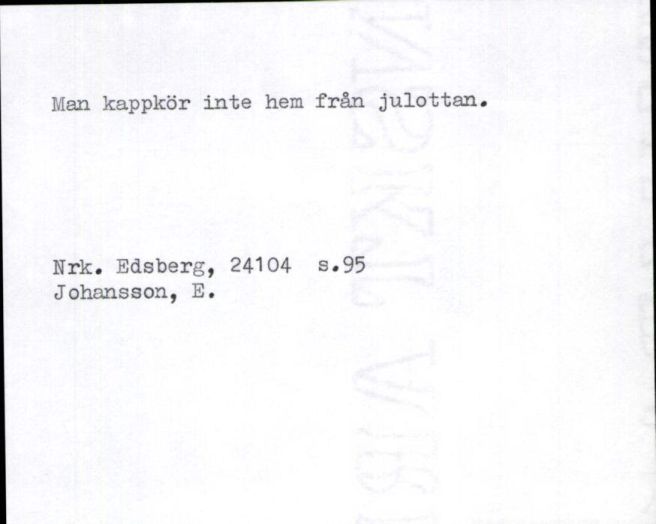 Man kappkör inte hem från julottan.
Nrk. Edsberg, 24104 s.95
Johansson, E.